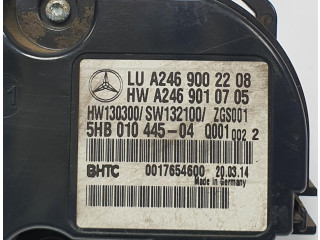 LU A246 900 22 08
HW A246 901 07 05
HW130300/SW132100/ ZGS001
5HB 010 445-04 Q001 002 2
BHTC 0017654600 20.03.14
Made in Germany